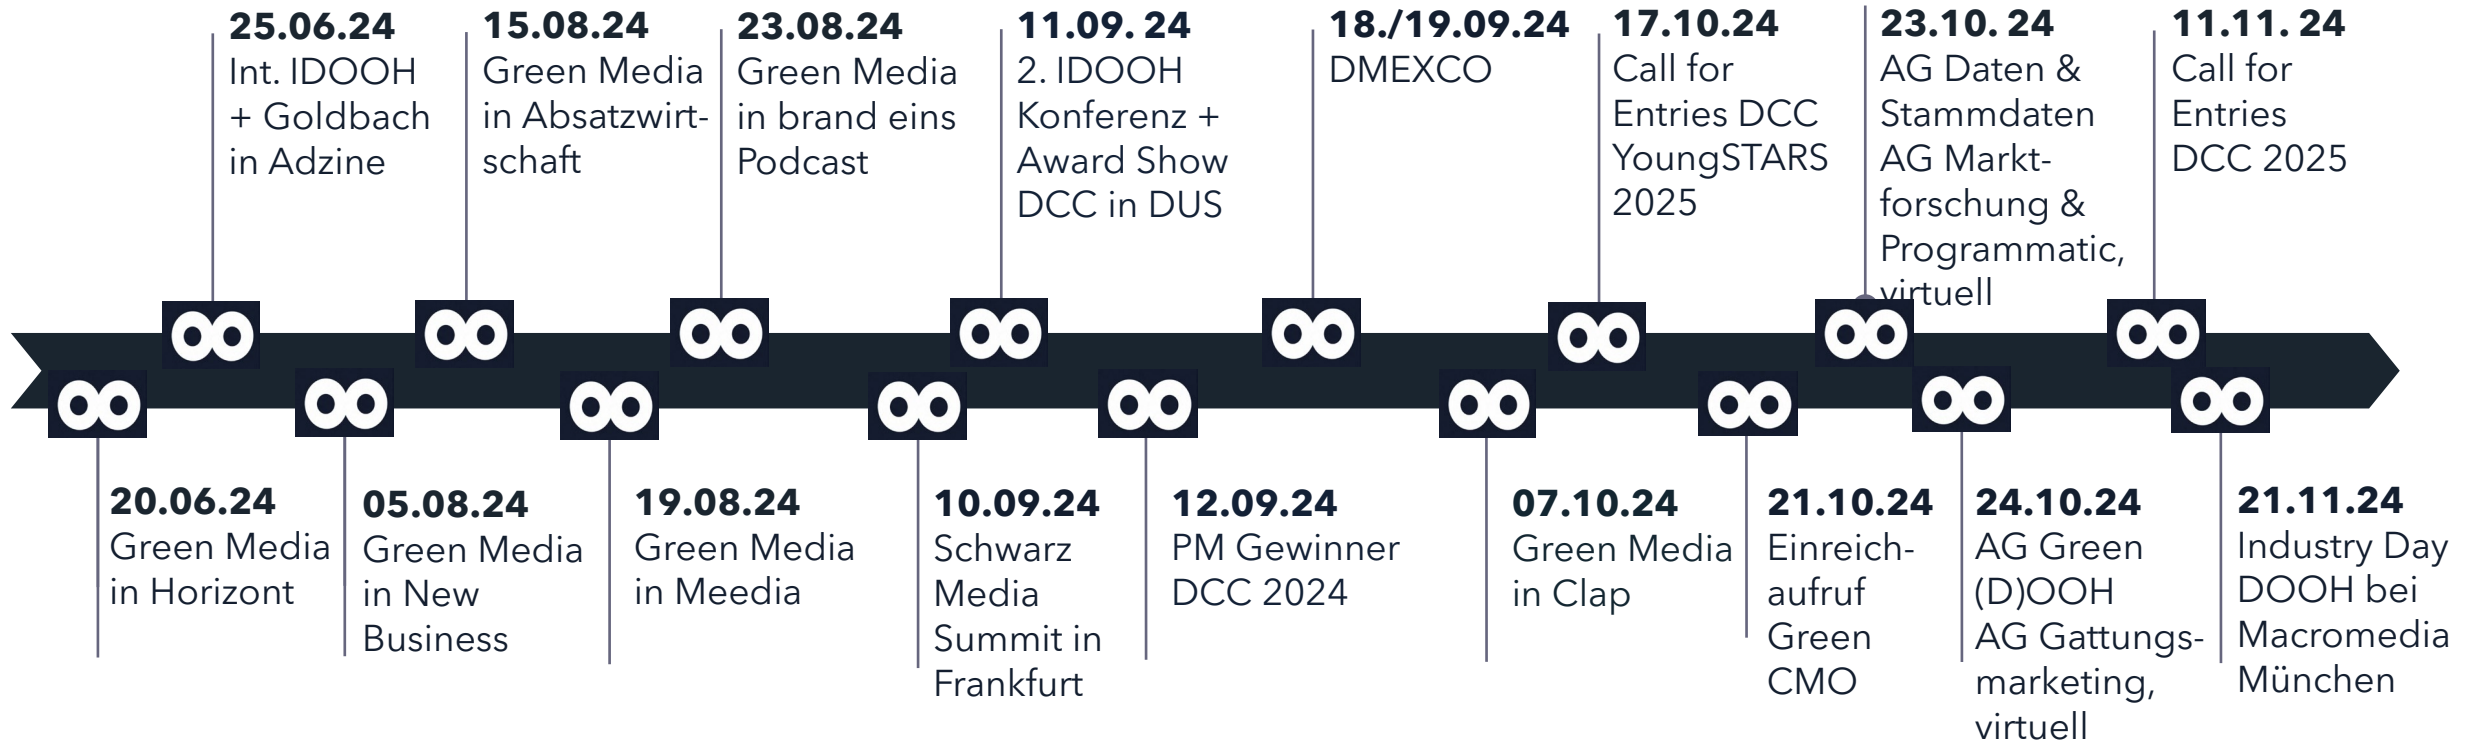 25.06.24
Int. IDOOH
+ Goldbach
in Adzine
15.08.24
Green Media
in Absatzwirt-
schaft
23.08.24
Green Media
in brand eins
Podcast
11.09. 24
2. IDOOH
Konferenz +
Award Show
DCC in DUS
18./19.09.24
DMEXCO
17.10.24
Call for
Entries DCC
YoungSTARS
2025
23.10. 24
AG Daten &
Stammdaten
AG Markt-
forschung &
Programmatic,
virtuell
11.11. 24
Call for
Entries
DCC 2025
20.06.24
Green Media
in Horizont
05.08.24
Green Media
in New
Business
19.08.24
Green Media
in Meedia
10.09.24
Schwarz
Media
Summit in
Frankfurt
12.09.24
PM Gewinner
DCC 2024
07.10.24
Green Media
in Clap
21.10.24
Einreich-
aufruf
Green
CMO
24.10.24
AG Green
(D)OOH
AG Gattungs-
marketing,
virtuell
21.11.24
Industry Day
DOOH bei
Macromedia
München